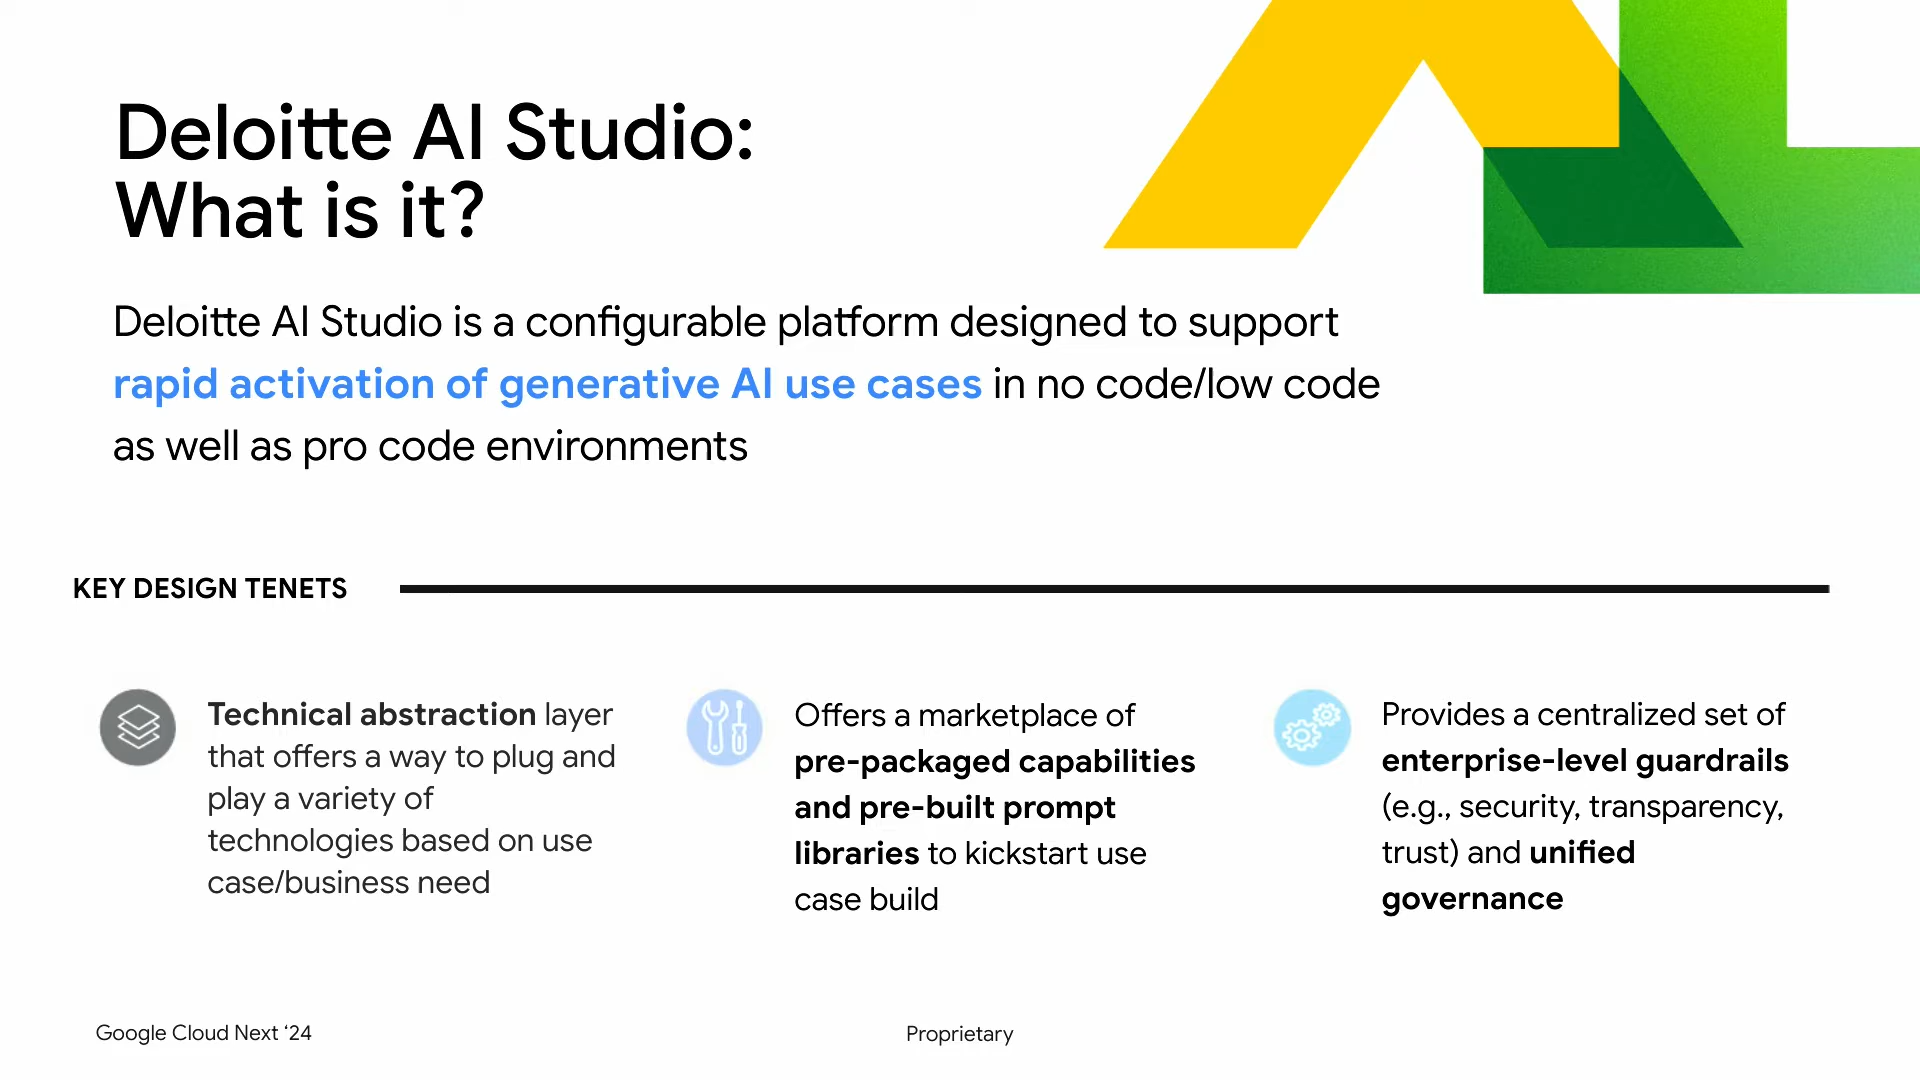 Deloitte AI Studio:
What is it?
Deloitte AI Studio is a configurable platform designed to support
rapid activation of generative AI use cases in no code/low code
as well as pro code environments
KEY DESIGN TENETS
Technical abstraction layer
that offers a way to plug and
play a variety of
technologies based on use
case/business need
Offers a marketplace of
pre-packaged capabilities
and pre-built prompt
libraries to kickstart use
case build
Provides a centralized set of
enterprise-level guardrails
(e.g., security, transparency,
trust) and unified
governance
Google Cloud Next ‘24
Proprietary